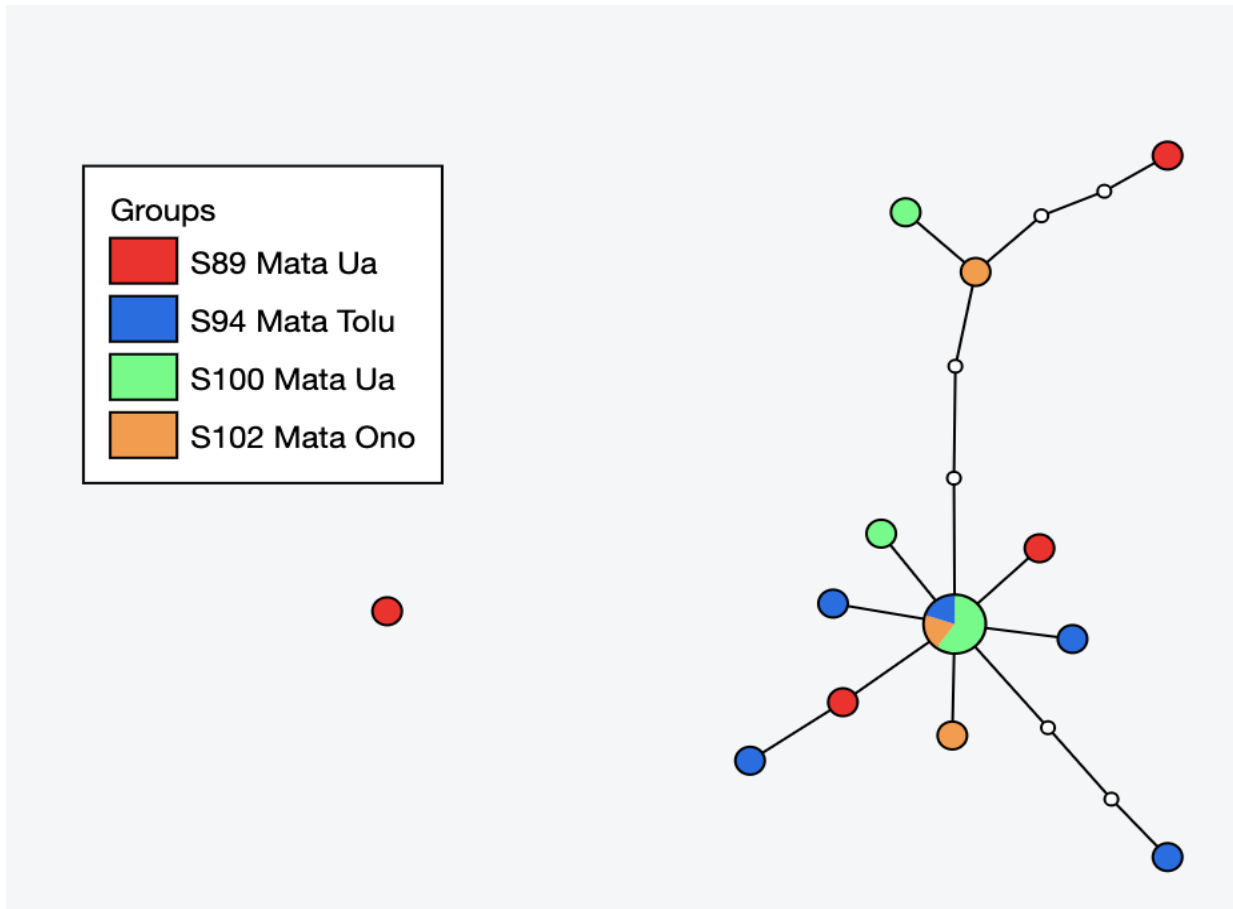 Groups
S89 Mata Ua
S94 Mata Tolu
S100 Mata Ua
S102 Mata Ono